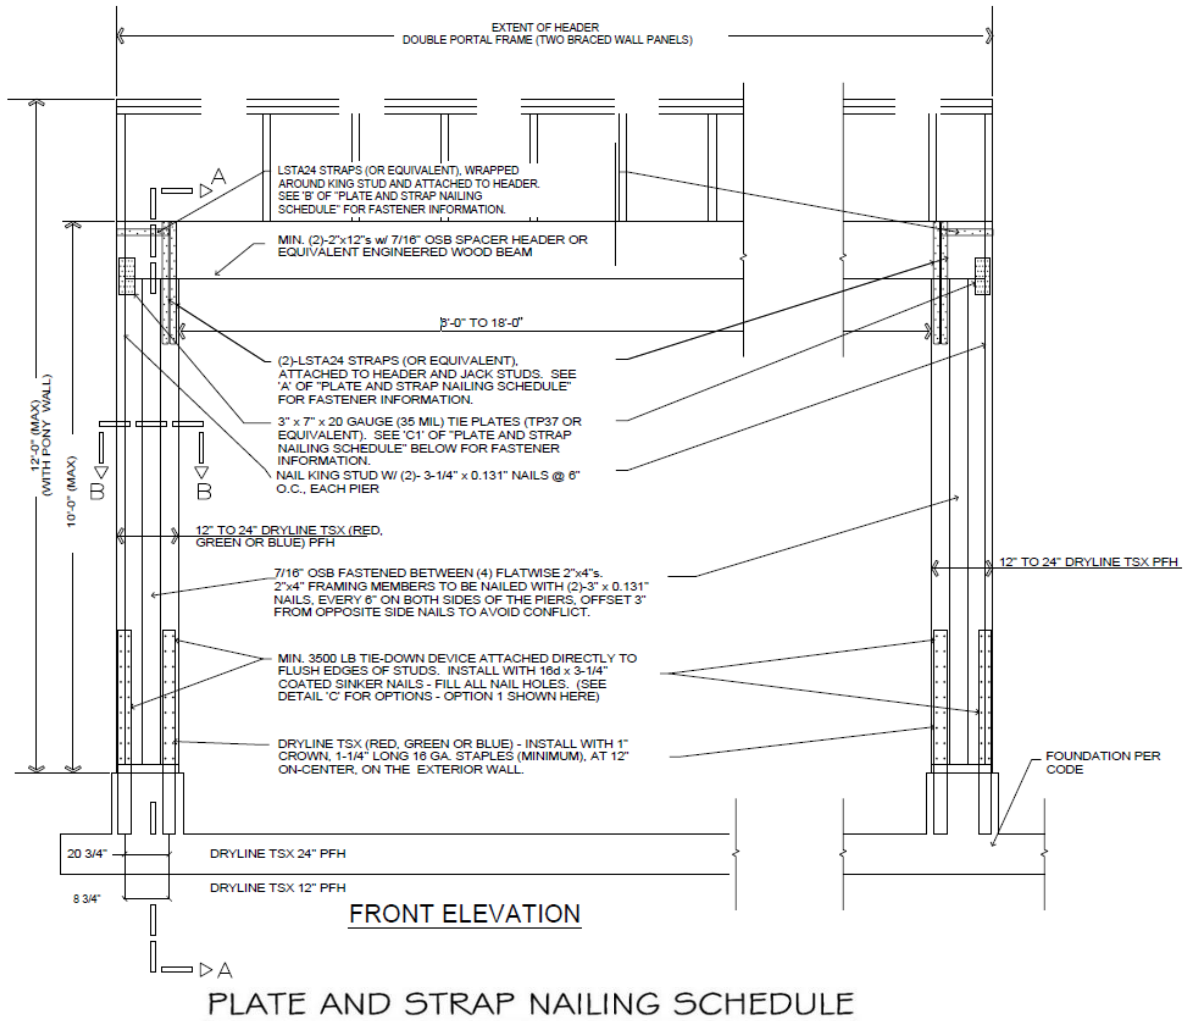 EXTENT OF HEADER
DOUBLE PORTAL FRAME (TWO BRACED WALL PANELS)
A
LSTA24 STRAPS (OR EQUIVALENT), WRAPPED
AROUND KING STUD AND ATTACHED TO HEADER.
SEE 'B' OF "PLATE AND STRAP NAILING
SCHEDULE" FOR FASTENER INFORMATION.
MIN. (2)-2"x12"s w/ 7/16" OSB SPACER HEADER OR
EQUIVALENT ENGINEERED WOOD BEAM
-0" TO 18'-0"
(2)-LSTA24 STRAPS (OR EQUIVALENT),
ATTACHED TO HEADER AND JACK STUDS. SEE
'A' OF "PLATE AND STRAP NAILING SCHEDULE"
FOR FASTENER INFORMATION.
12'-0" (MAX)
(WITH PONY WALL)
10'-0" (MAX)
3" x 7" x 20 GAUGE (35 MIL) TIE PLATES (TP37 OR
EQUIVALENT). SEE 'C1' OF "PLATE AND STRAP
NAILING SCHEDULE" BELOW FOR FASTENER
INFORMATION.
NAIL KING STUD W/ (2)- 3-1/4" x 0.131" NAILS @ 6"
O.C., EACH PIER
B
B
12" TO 24" DRYLINE TSX (RED,
GREEN OR BLUE) PFH
12" TO 24" DRYLINE TSX PFH
7/16" OSB FASTENED BETWEEN (4) FLATWISE 2"x4"s.
2"x4" FRAMING MEMBERS TO BE NAILED WITH (2)-3" x 0.131"
NAILS, EVERY 6" ON BOTH SIDES OF THE PIERS, OFFSET 3"
FROM OPPOSITE SIDE NAILS TO AVOID CONFLICT.
MIN. 3500 LB TIE-DOWN DEVICE ATTACHED DIRECTLY TO
FLUSH EDGES OF STUDS. INSTALL WITH 16d x 3-1/4"
COATED SINKER NAILS - FILL ALL NAIL HOLES. (SEE
DETAIL 'C' FOR OPTIONS - OPTION 1 SHOWN HERE)
DRYLINE TSX (RED, GREEN OR BLUE) - INSTALL WITH 1"
CROWN, 1-1/4" LONG 16 GA. STAPLES (MINIMUM), AT 12"
ON-CENTER, ON THE EXTERIOR WALL.
FOUNDATION PER
CODE
20 3/4"
DRYLINE TSX 24" PFH
DRYLINE TSX 12" PFH
8 3/4"
FRONT ELEVATION
A
PLATE AND STRAP NAILING SCHEDULE